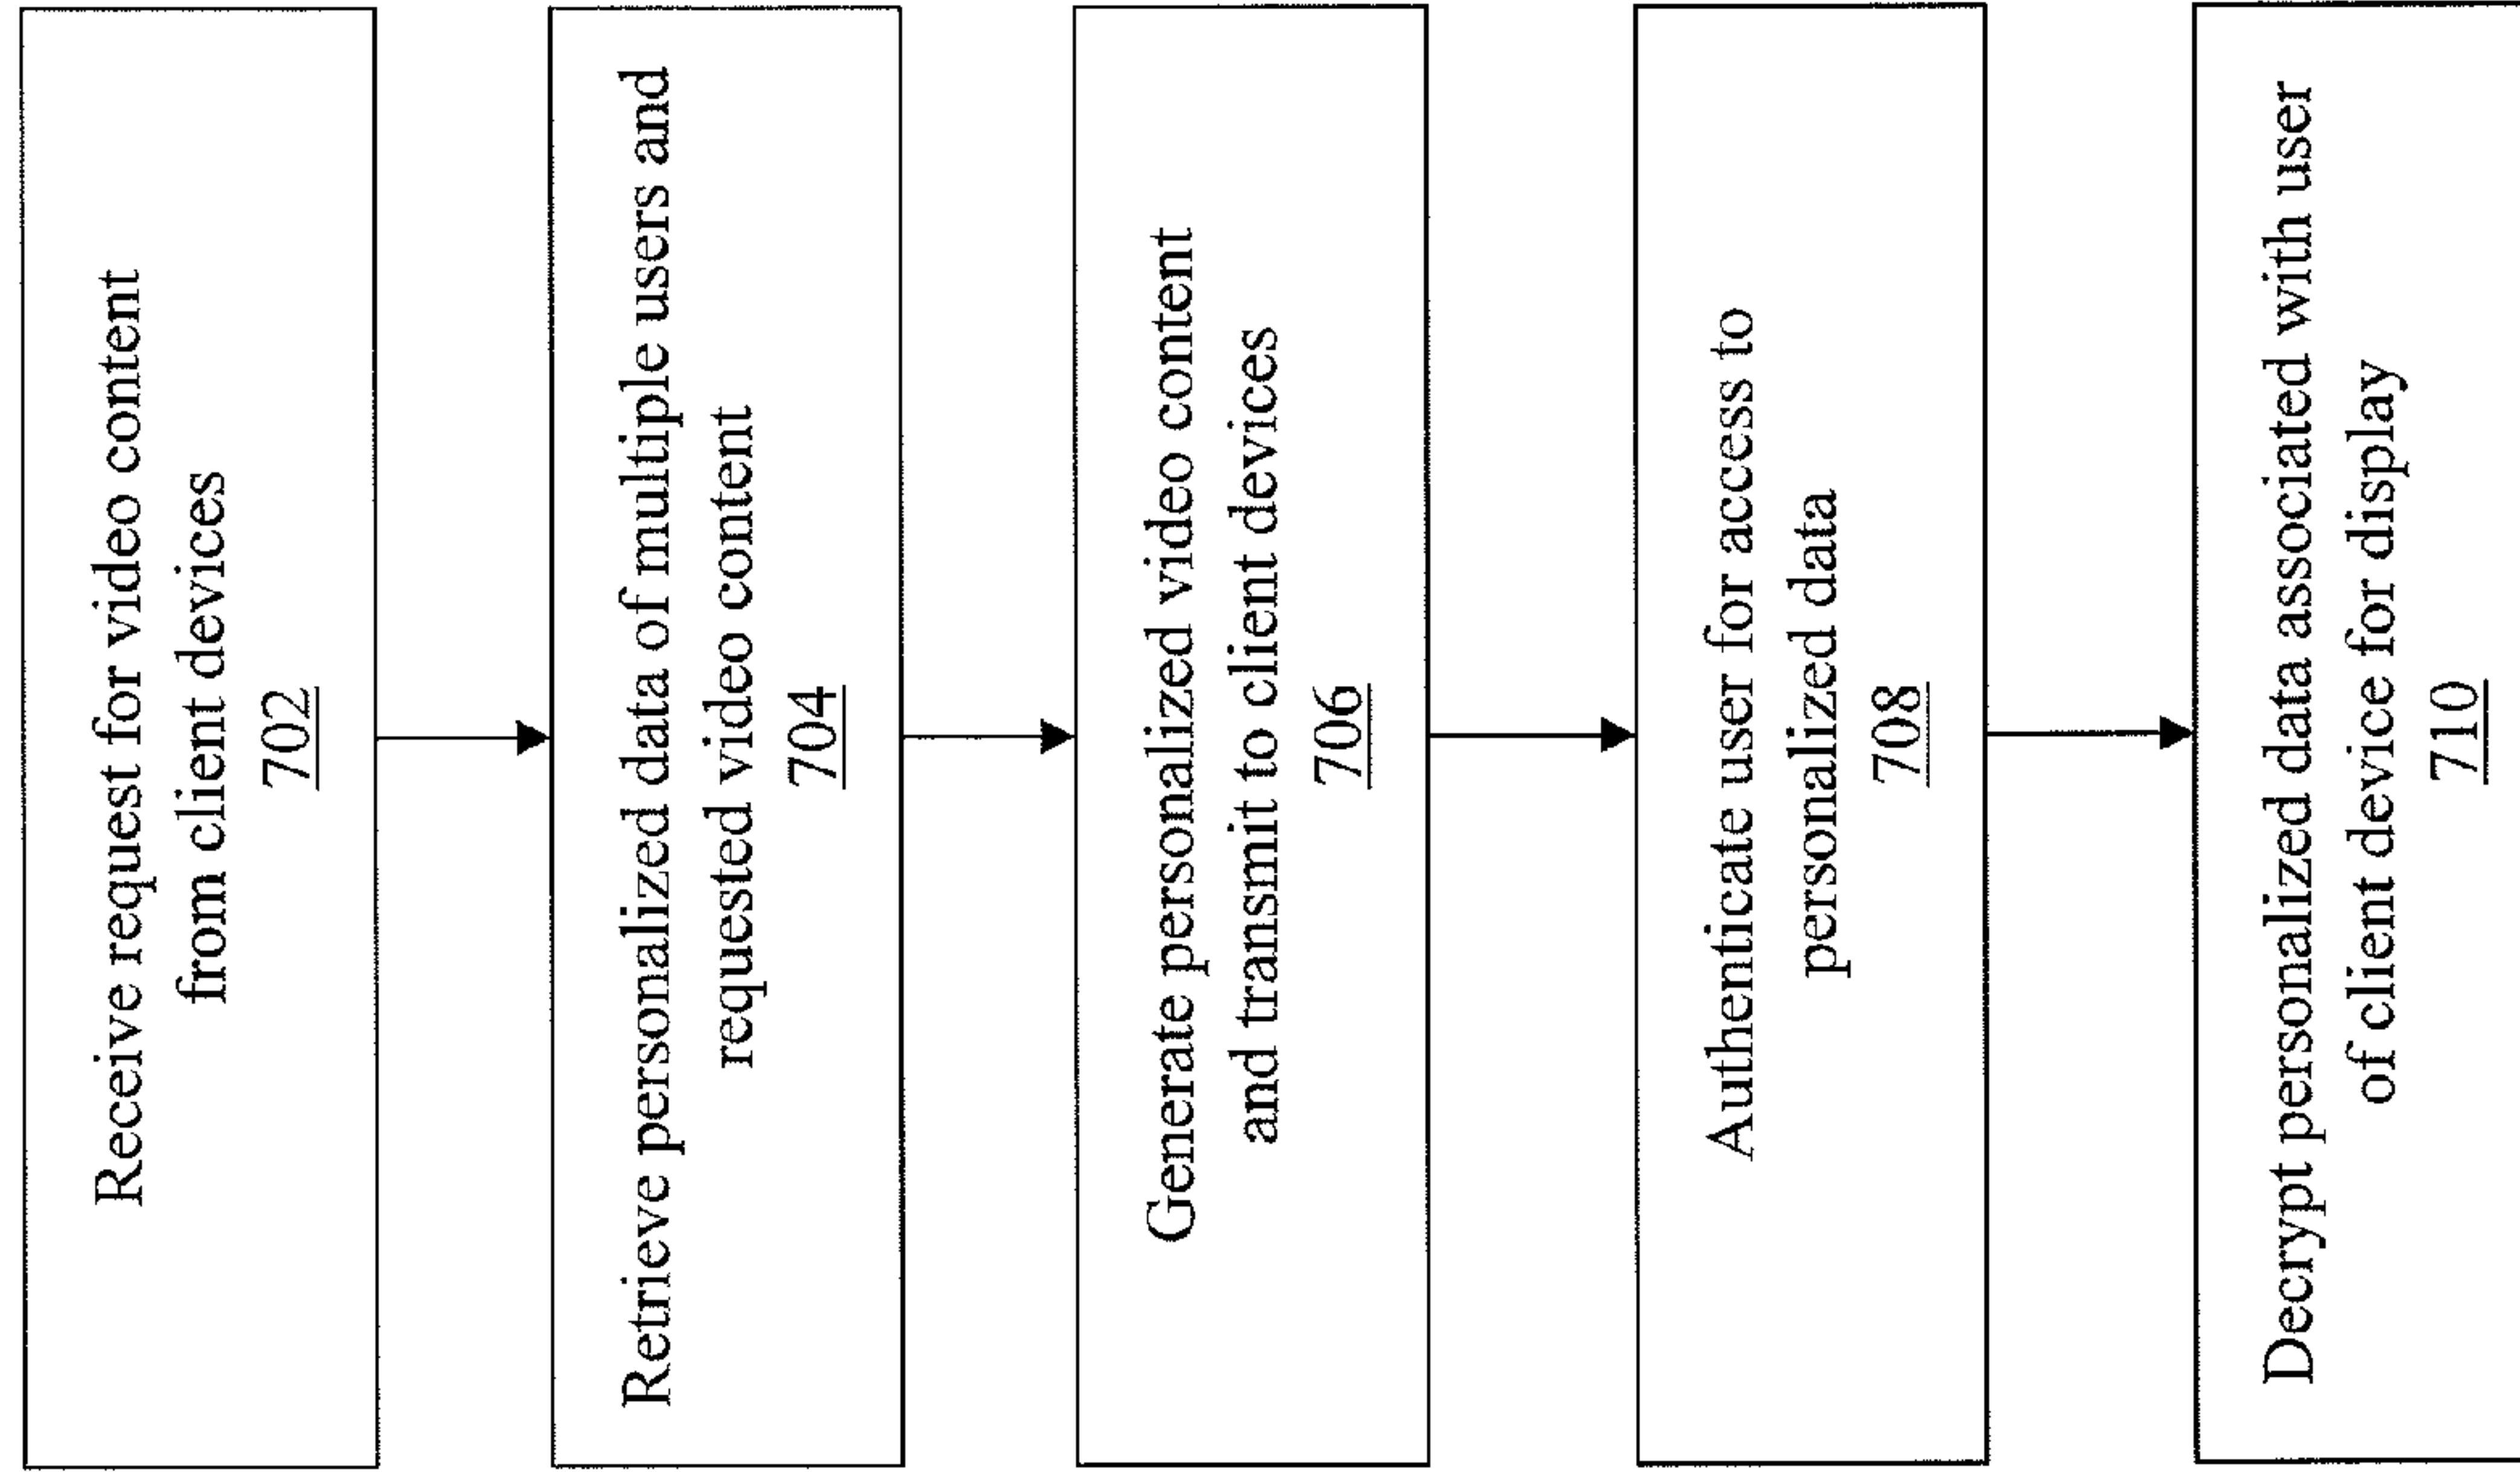 Receive request for video content
from client devices
702
Retrieve personalized data of multiple users and
requested video content
704
Generate personalized video content
and transmit to client devices
706
Authenticate user for access to
personalized data
708
Decrypt personalized data associated with user
of client device for display
710